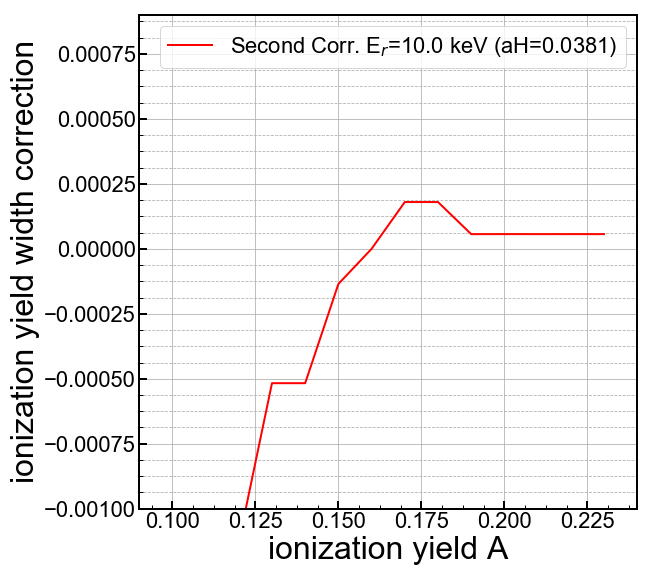 Second Corr. E_r=10.0 keV (aH=0.0381)
ionization yield width correction
0.00075
0.00050
0.00025
0.00000
−0.00025
−0.00050
−0.00075
−0.00100
0.100 0.125 0.150 0.175 0.200 0.225
ionization yield A